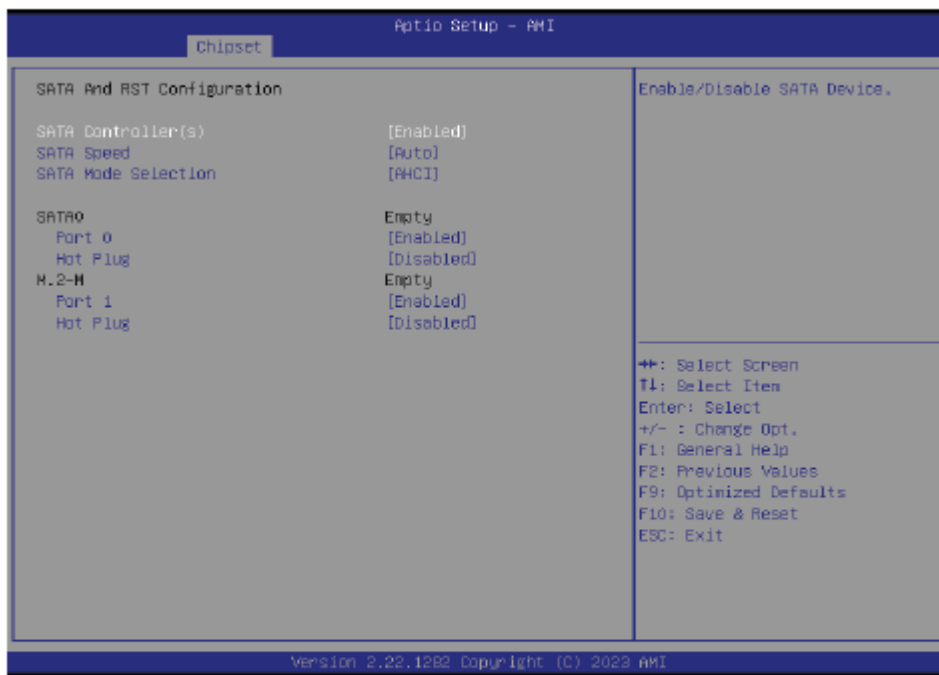 Aptio Setup - AMI
Chipset
SATA And RST Configuration
SATA Controller(s) [Enabled]
SATA Speed [Auto]
SATA Mode Selection [AHCI]
SATA0 Empty
Port 0 [Enabled]
Hot Plug [Disabled]
M.2-M Empty
Port 1 [Enabled]
Hot Plug [Disabled]
Enable/Disable SATA Device.
→←: Select Screen
↑↓: Select Item
Enter: Select
+/- : Change Opt.
F1: General Help
F2: Previous Values
F9: Optimized Defaults
F10: Save & Reset
ESC: Exit
Version 2.22.1282 Copyright (C) 2023 AMI